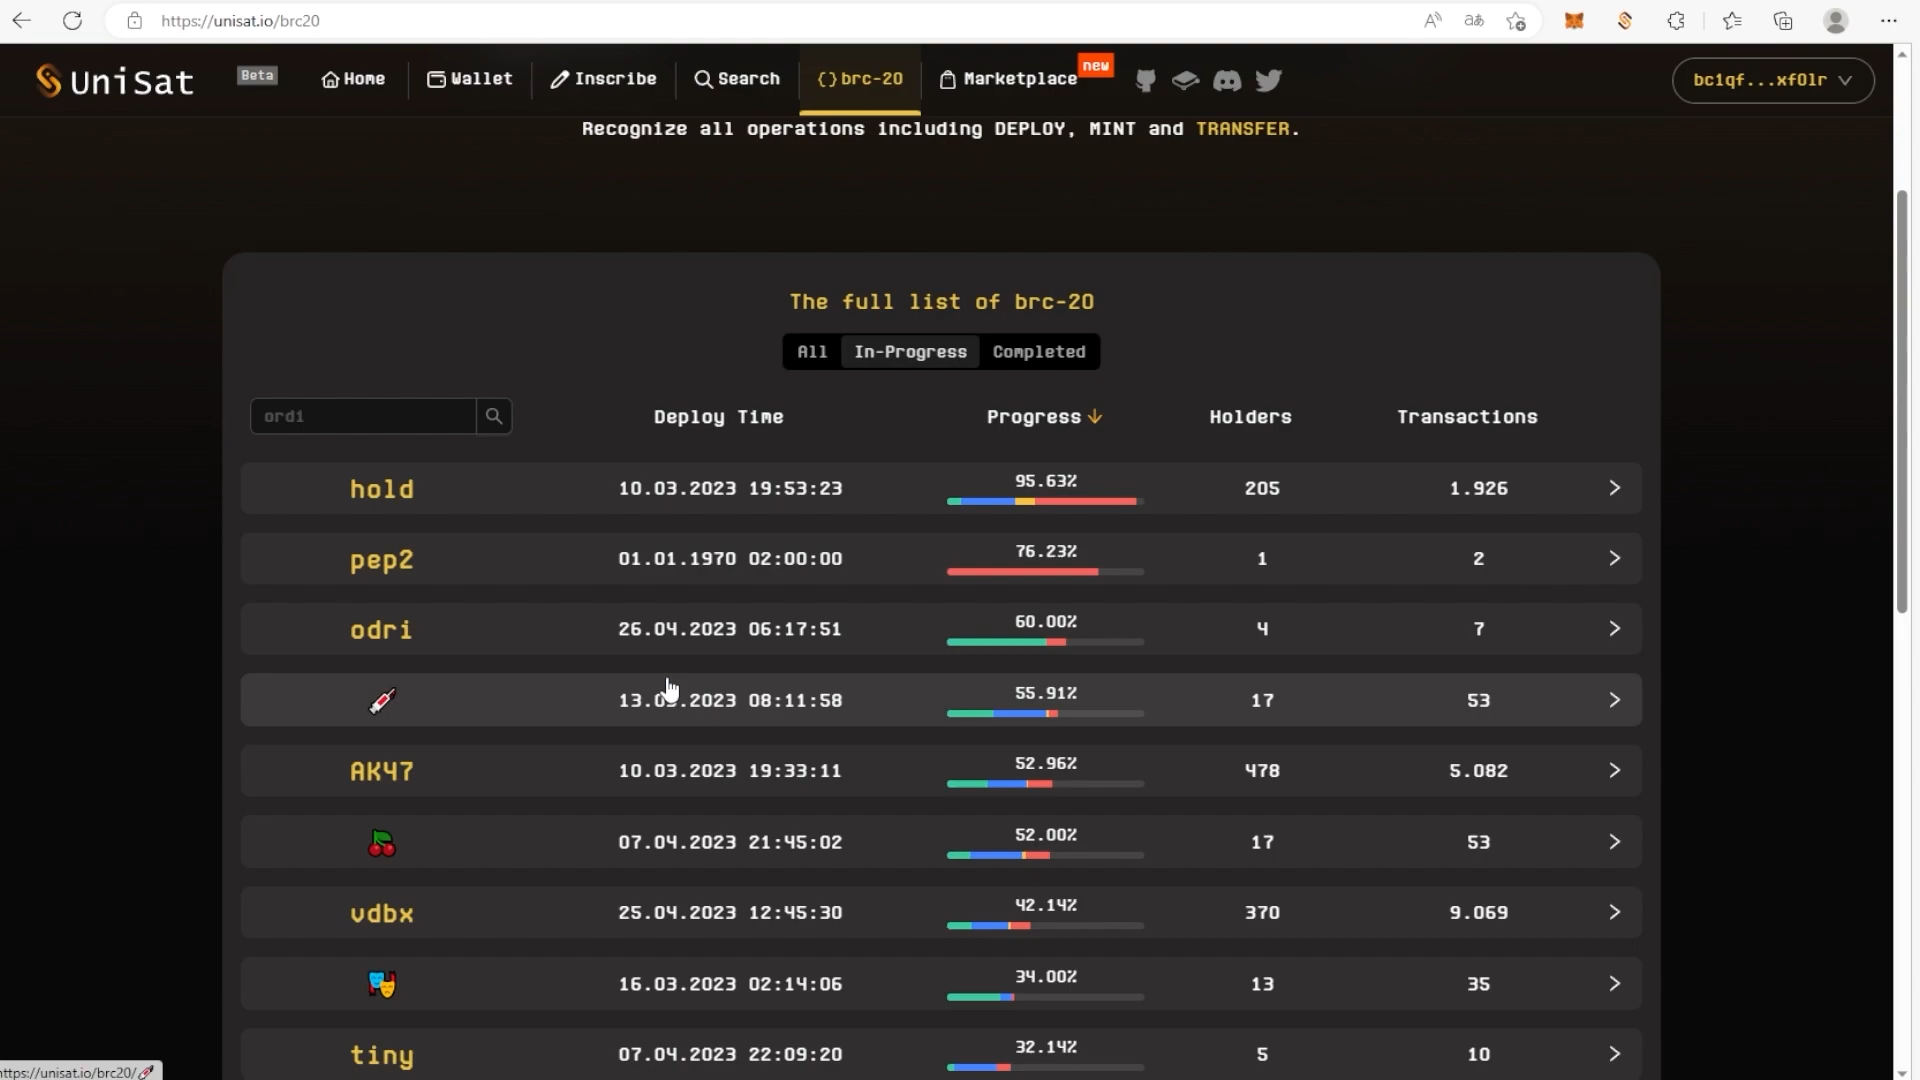 https://unisat.io/brc20
UniSat Beta Home Wallet Inscribe Search {}brc-20 Marketplace new bc1qf...xf0lr
Recognize all operations including DEPLOY, MINT and TRANSFER.
The full list of brc-20
All In-Progress Completed
ordi Deploy Time Progress Holders Transactions
hold 10.03.2023 19:53:23 95.63% 205 1.926
pep2 01.01.1970 02:00:00 76.23% 1 2
odri 26.04.2023 06:17:51 60.00% 4 7
13.03.2023 08:11:58 55.91% 17 53
AK47 10.03.2023 19:33:11 52.96% 478 5.082
07.04.2023 21:45:02 52.00% 17 53
vdbx 25.04.2023 12:45:30 42.14% 370 9.069
16.03.2023 02:14:06 34.00% 13 35
tiny 07.04.2023 22:09:20 32.14% 5 10
https://unisat.io/brc20/